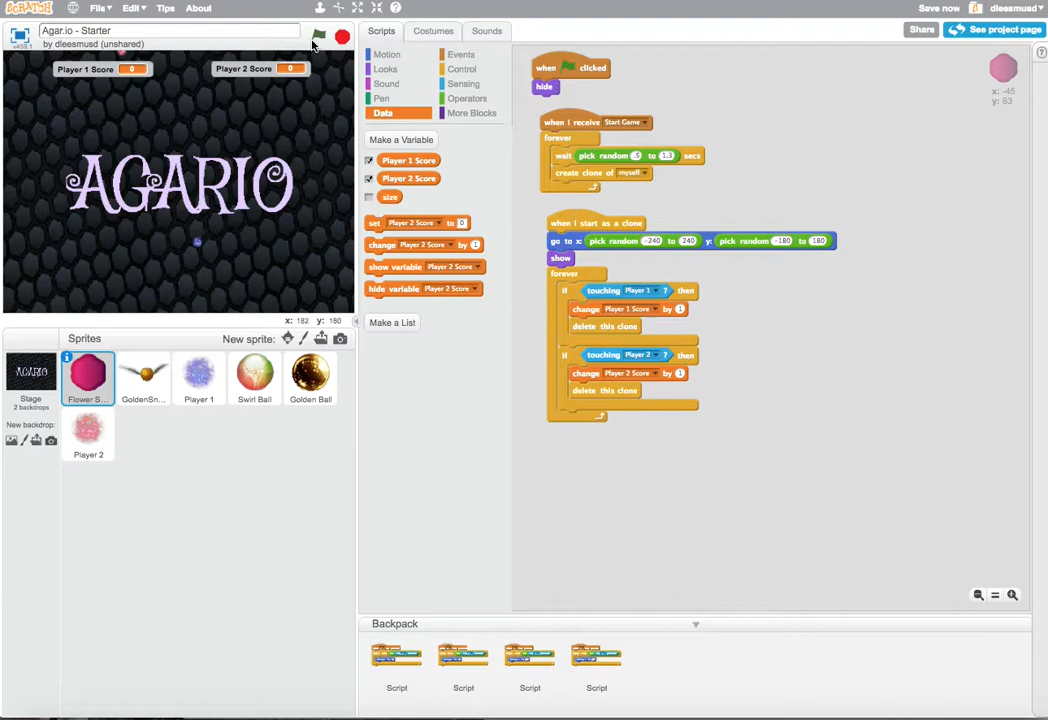 SCRATCH File Edit Tips About Save now dleesmusd
Agar.io - Starter
by dleesmusd (unshared)
v459.1
Scripts Costumes Sounds
Share See project page
Player 1 Score 0
Player 2 Score 0
AGARIO
x: 182 y: 180
Motion Events
Looks Control
Sound Sensing
Pen Operators
Data More Blocks
Make a Variable
Player 1 Score
Player 2 Score
size
set Player 2 Score to 0
change Player 2 Score by 1
show variable Player 2 Score
hide variable Player 2 Score
Make a List
when clicked
hide
when I receive Start Game
forever
wait pick random .5 to 1.3 secs
create clone of myself
when I start as a clone
go to x: pick random -240 to 240 y: pick random -180 to 180
show
forever
if touching Player 1 ? then
change Player 1 Score by 1
delete this clone
if touching Player 2 ? then
change Player 2 Score by 1
delete this clone
x: -45
y: 63
Sprites New sprite:
AGARIO
Stage
2 backdrops
New backdrop:
Flower S... GoldenSn... Player 1 Swirl Ball Golden Ball
Player 2
Backpack
Script Script Script Script